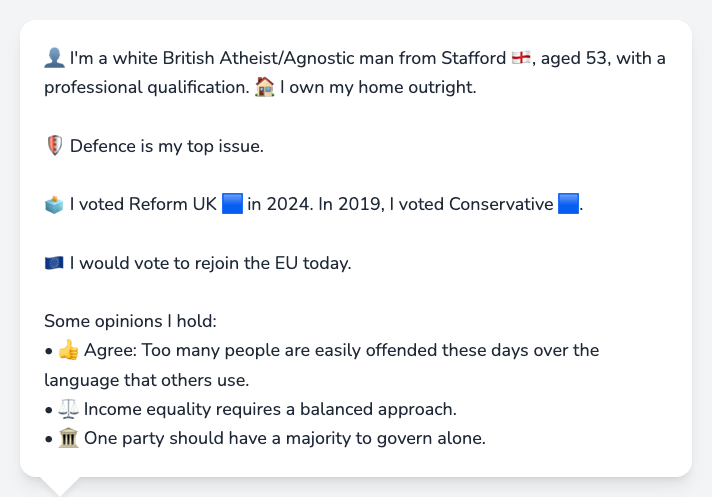 👤 I'm a white British Atheist/Agnostic man from Stafford 🏴󠁧󠁢󠁥󠁮󠁧󠁿, aged 53, with a
professional qualification. 🏠 I own my home outright.
🛡️ Defence is my top issue.
🗳️ I voted Reform UK 🟦 in 2024. In 2019, I voted Conservative 🟦.
🇪🇺 I would vote to rejoin the EU today.
Some opinions I hold:
• 👍 Agree: Too many people are easily offended these days over the
language that others use.
• ⚖️ Income equality requires a balanced approach.
• 🏛️ One party should have a majority to govern alone.